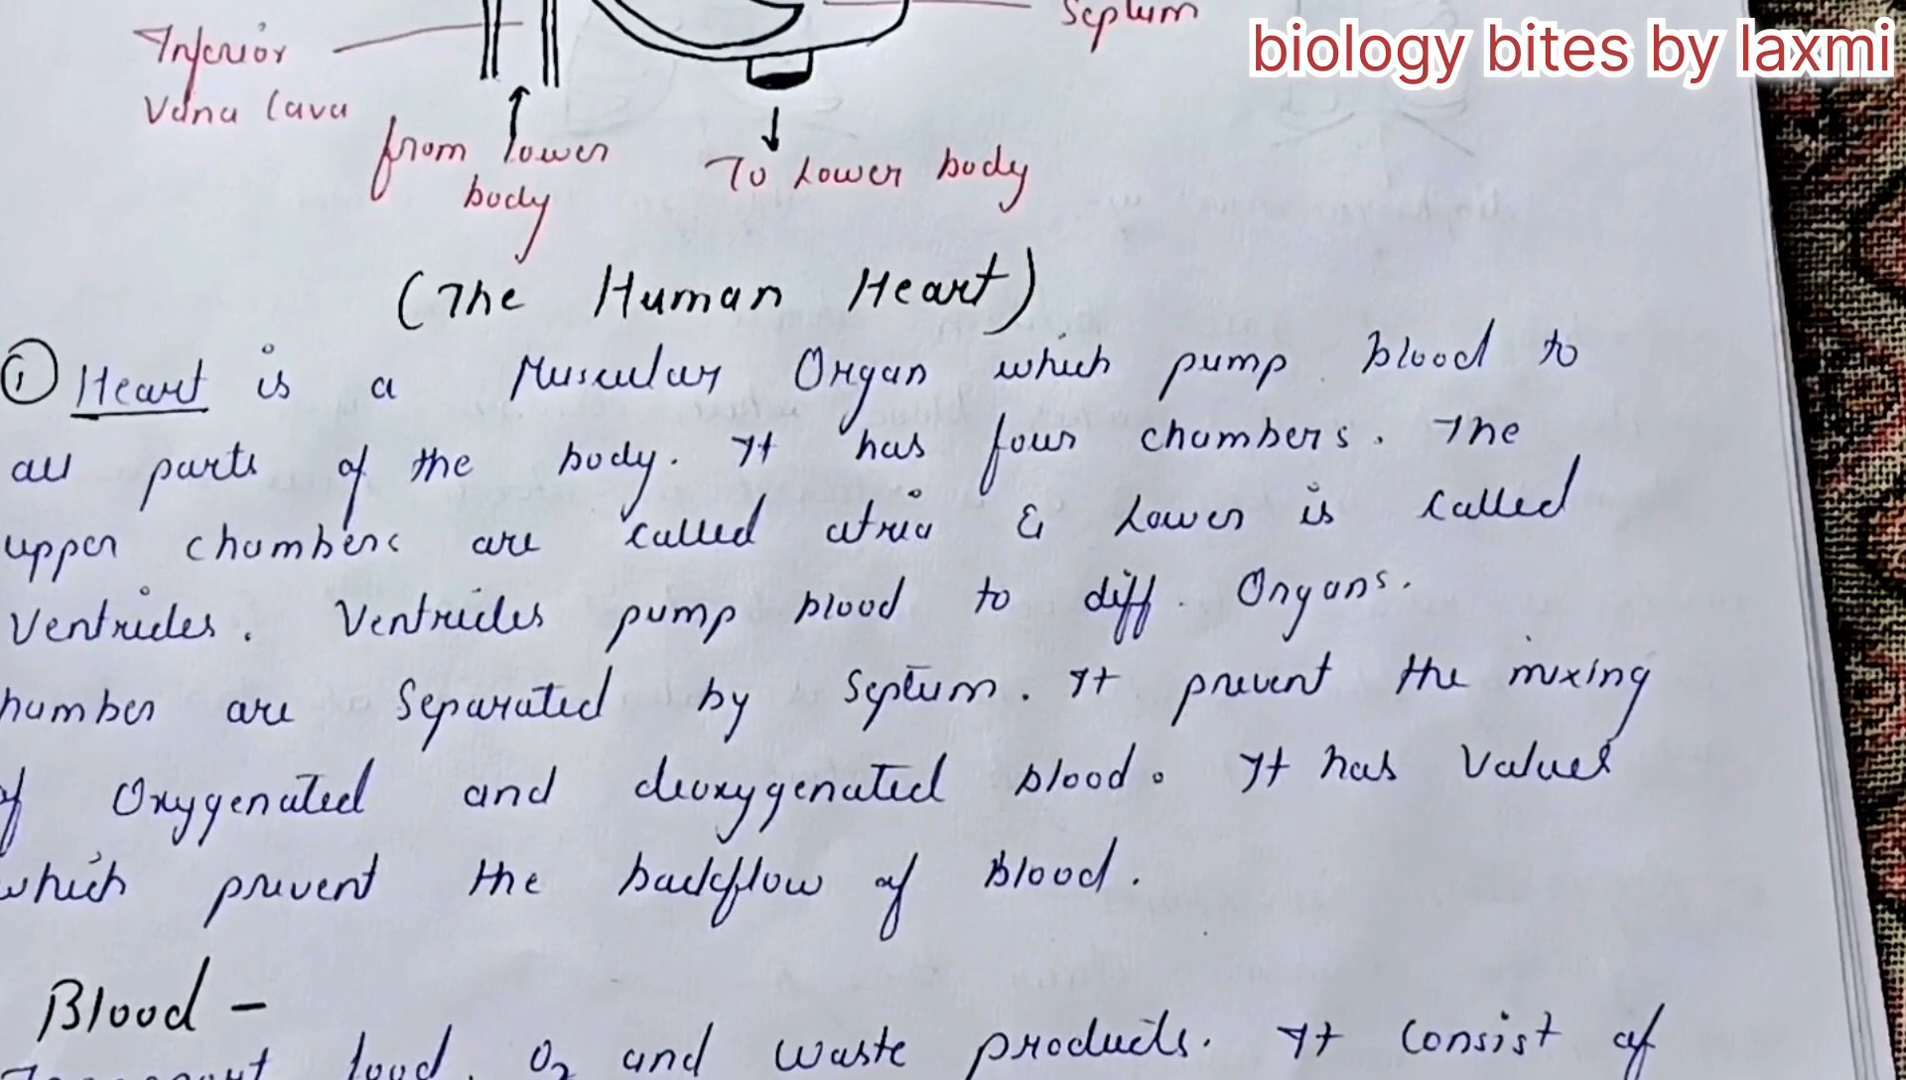 Septum
biology bites by laxmi
Inferior
Vena Cava
from lower
body
To Lower body
(The Human Heart)
① Heart is a Muscular Organ which pump blood to
all parts of the body. It has four chambers. The
upper chambers are called atria & Lower is called
Ventricles. Ventricles pump blood to diff. Organs.
hamber are Separated by Septum. It prevent the mixing
of Oxygenated and deoxygenated blood. It has Valves
which prevent the backflow of Blood.
Blood -
food, O2 and waste products. It consist of